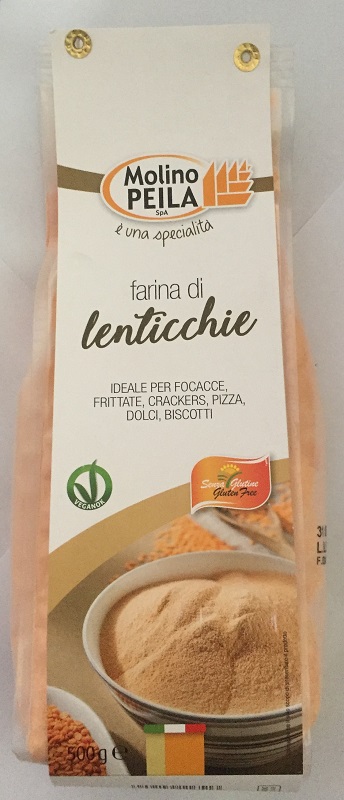 Molino
PEILA
SpA
è una specialità
farina di
lenticchie
IDEALE PER FOCACCE,
FRITTATE, CRACKERS, PIZZA,
DOLCI, BISCOTTI
Senza Glutine
Gluten Free
VEGANOK
500 g e